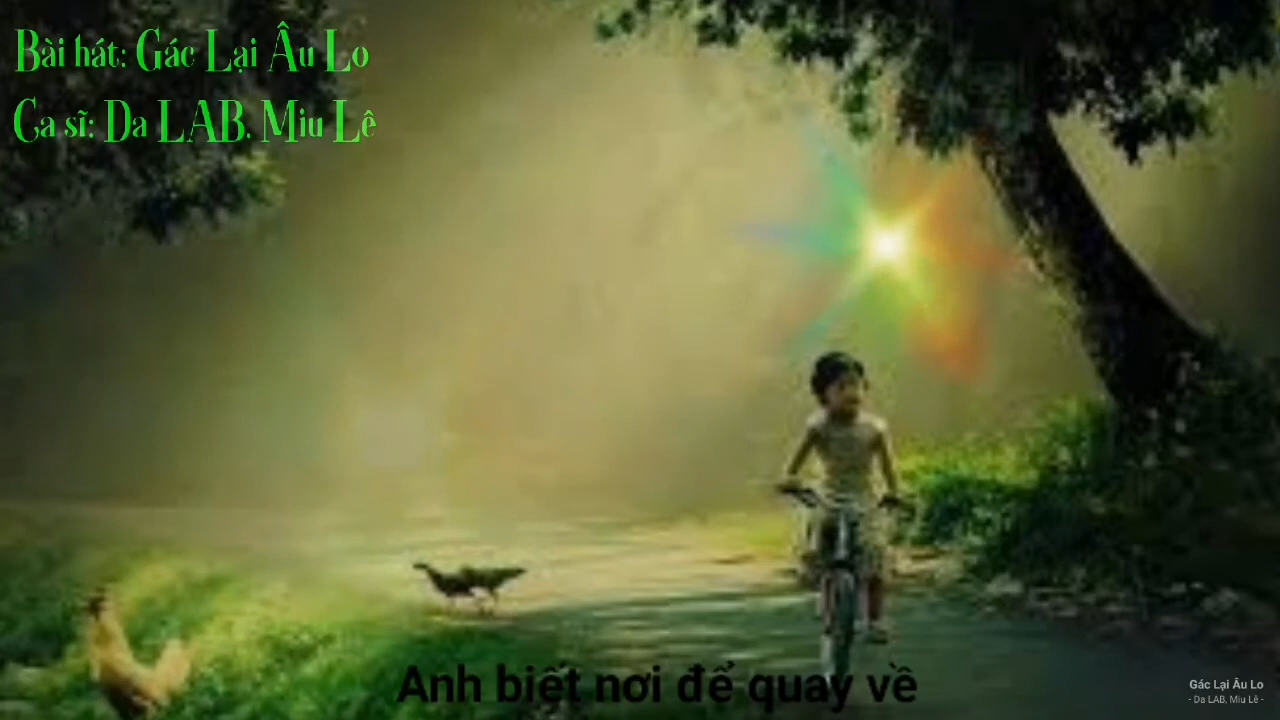 Bài hát: Gác Lại Âu Lo
Ca sĩ: Da LAB, Miu Lê
Anh biết nơi để quay về
Gác Lại Âu Lo
- Da LAB, Miu Lê -